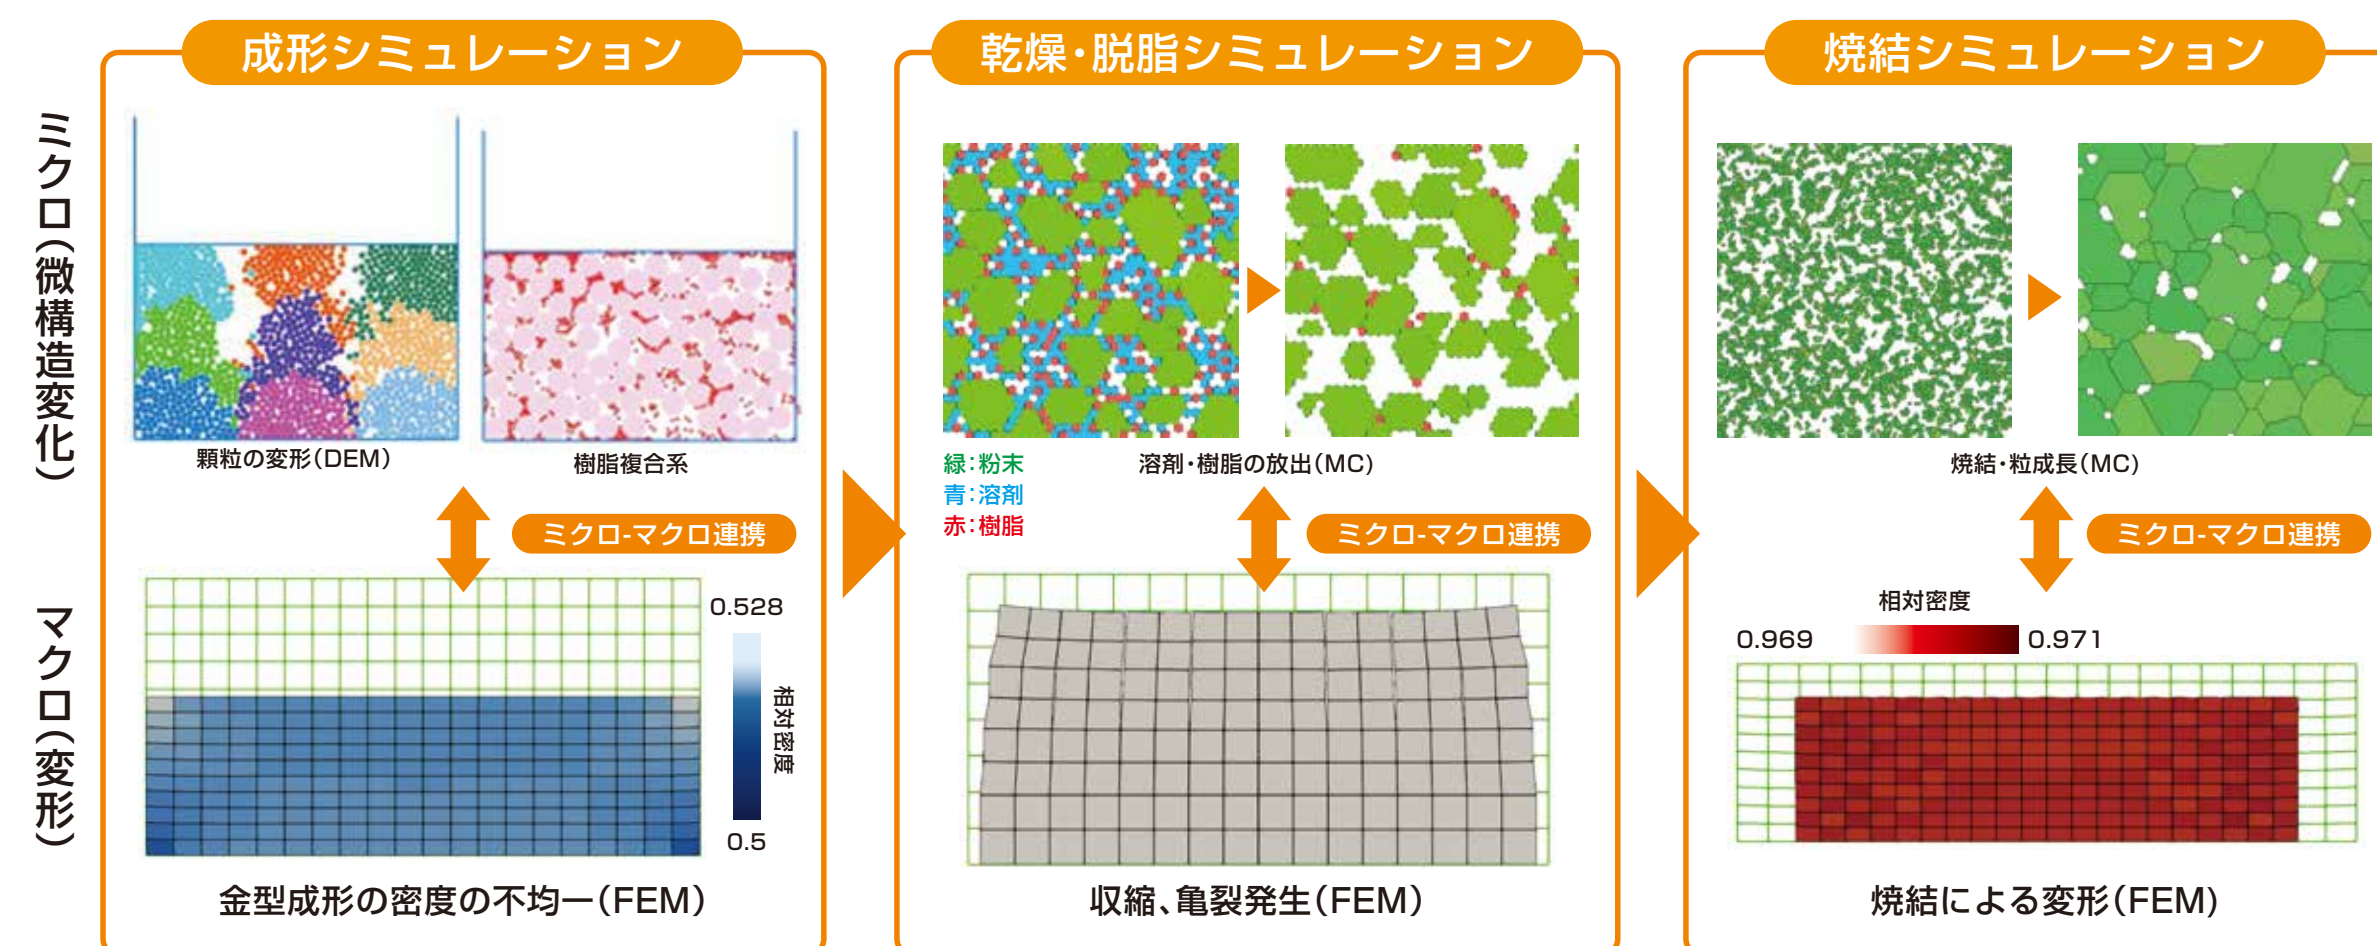 成形シミュレーション
乾燥・脱脂シミュレーション
焼結シミュレーション
ミクロ（微構造変化）
顆粒の変形（DEM）
樹脂複合系
緑：粉末
青：溶剤
赤：樹脂
溶剤・樹脂の放出（MC）
焼結・粒成長（MC）
ミクロ-マクロ連携
ミクロ-マクロ連携
ミクロ-マクロ連携
マクロ（変形）
0.528
相対密度
0.5
相対密度
0.969
0.971
金型成形の密度の不均一（FEM）
収縮、亀裂発生（FEM）
焼結による変形（FEM）